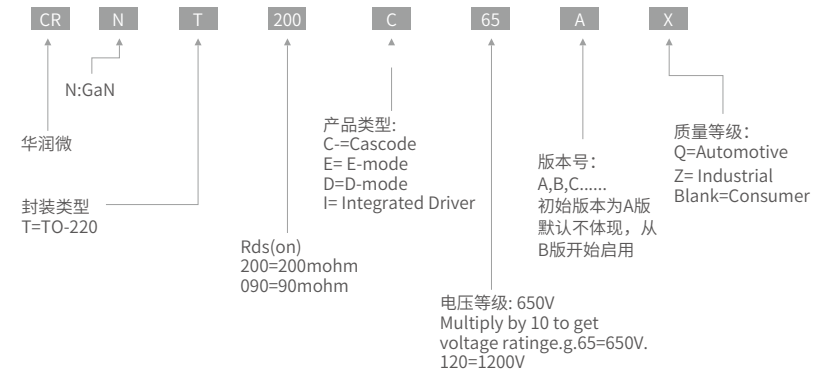 CR N T 200 C 65 A X
N:GaN
华润微
封装类型
T=TO-220
Rds(on)
200=200mohm
090=90mohm
产品类型:
C-=Cascode
E= E-mode
D=D-mode
I= Integrated Driver
电压等级: 650V
Multiply by 10 to get
voltage ratinge.g.65=650V.
120=1200V
版本号：
A,B,C......
初始版本为A版
默认不体现，从
B版开始启用
质量等级：
Q=Automotive
Z= Industrial
Blank=Consumer